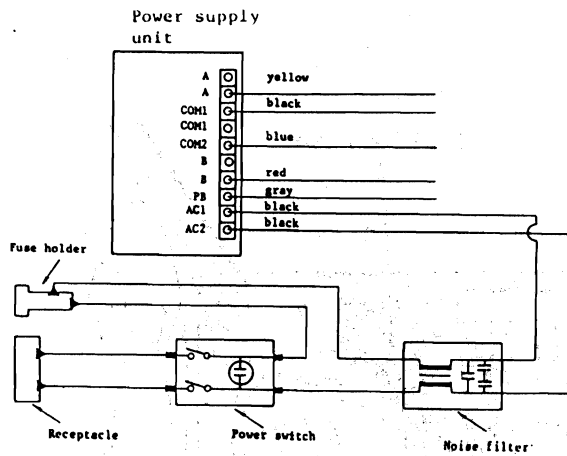 Power supply
unit
A
A
COM1
COM1
COM2
B
B
PB
AC1
AC2
yellow
black
blue
red
gray
black
black
Fuse holder
Receptacle
Power switch
Noise filter